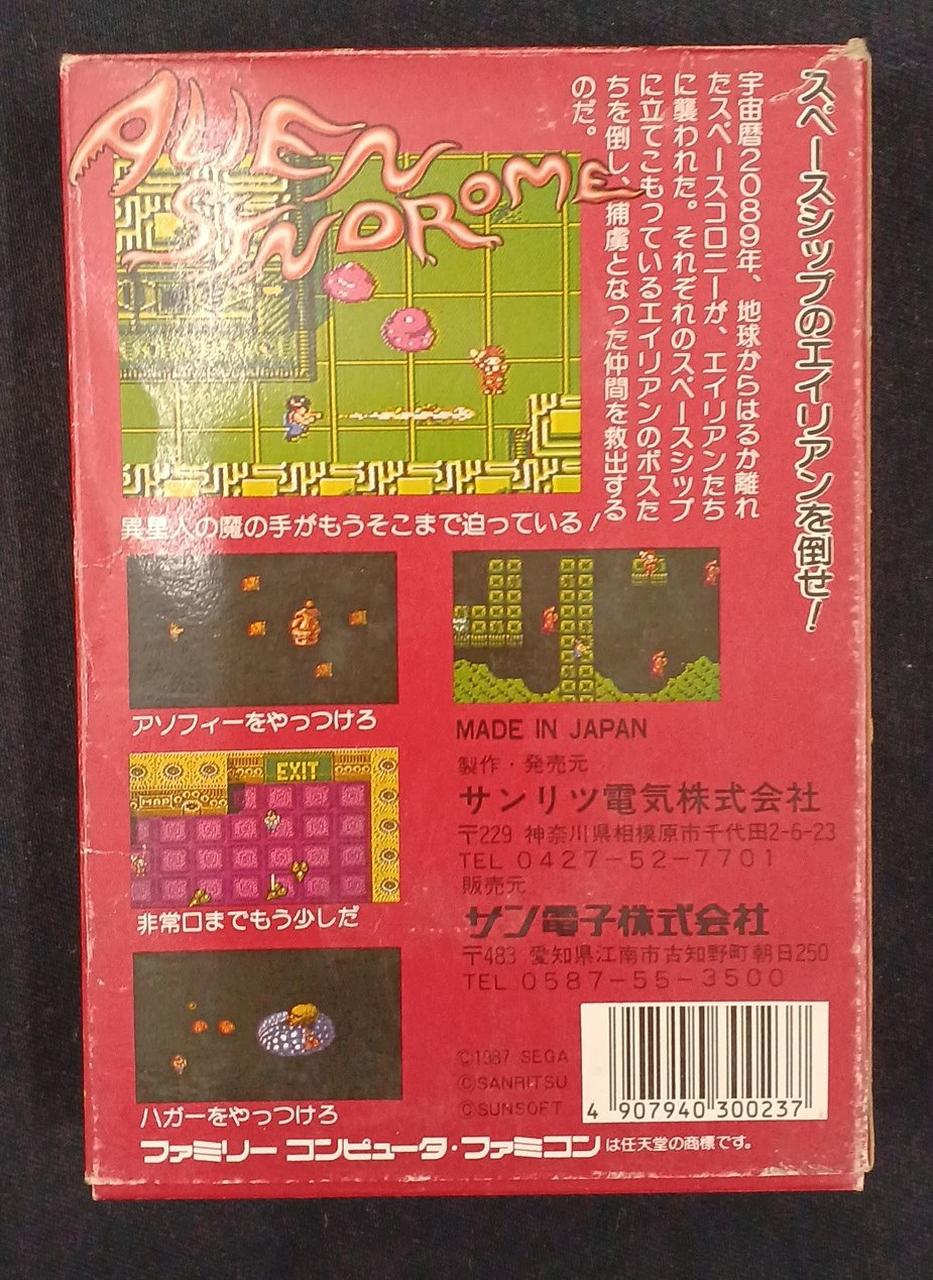 スペースシップのエイリアンを倒せ!
宇宙暦2089年、地球からはるか離れ
たスペースコロニーが、エイリアンたち
に襲われた。それぞれのスペースシップ
に立てこもっているエイリアンのボスた
ちを倒し、捕虜となった仲間を救出する
のだ。
ALIEN
SYNDROME
異星人の魔の手がもうそこまで迫っている!
アソフィーをやっつけろ
EXIT
MAP
非常口までもう少しだ
ハガーをやっつけろ
MADE IN JAPAN
製作・発売元
サンリツ電気株式会社
〒229 神奈川県相模原市千代田2-6-23
TEL 0427-52-7701
販売元
サン電子株式会社
〒483 愛知県江南市古知野町朝日250
TEL 0587-55-3500
©1987 SEGA
©SANRITSU
©SUNSOFT
4 907940 300237
ファミリー コンピュータ・ファミコンは任天堂の商標です。